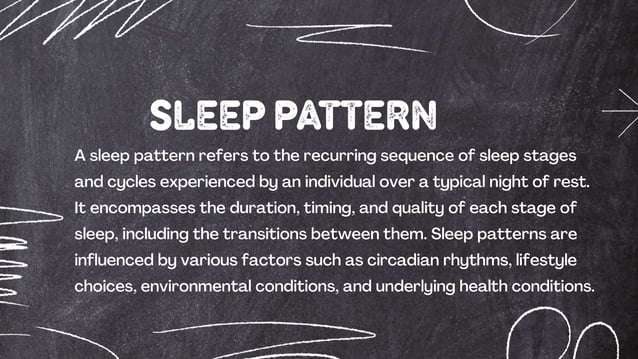 SLEEP PATTERN
A sleep pattern refers to the recurring sequence of sleep stages
and cycles experienced by an individual over a typical night of rest.
It encompasses the duration, timing, and quality of each stage of
sleep, including the transitions between them. Sleep patterns are
influenced by various factors such as circadian rhythms, lifestyle
choices, environmental conditions, and underlying health conditions.